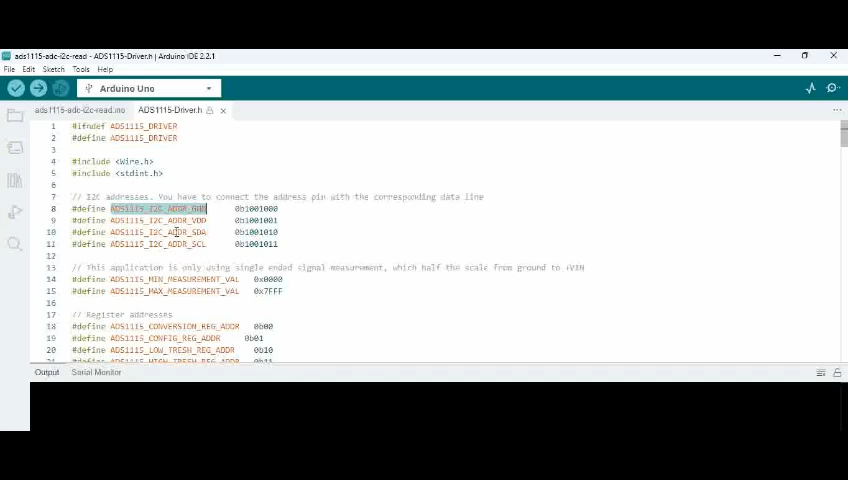 ads1115-adc-i2c-read - ADS1115-Driver.h | Arduino IDE 2.2.1
File Edit Sketch Tools Help
Arduino Uno
ads1115-adc-i2c-read.ino ADS1115-Driver.h
1 #ifndef ADS1115_DRIVER
2 #define ADS1115_DRIVER
3
4 #include <Wire.h>
5 #include <stdint.h>
6
7 // I2C addresses. You have to connect the address pin with the corresponding data line
8 #define ADS1115_I2C_ADDR_GND 0b1001000
9 #define ADS1115_I2C_ADDR_VDD 0b1001001
10 #define ADS1115_I2C_ADDR_SDA 0b1001010
11 #define ADS1115_I2C_ADDR_SCL 0b1001011
12
13 // This application is only using single ended signal measurement, which half the scale from ground to +VIN
14 #define ADS1115_MIN_MEASUREMENT_VAL 0x0000
15 #define ADS1115_MAX_MEASUREMENT_VAL 0x7FFF
16
17 // Register addresses
18 #define ADS1115_CONVERSION_REG_ADDR 0b00
19 #define ADS1115_CONFIG_REG_ADDR 0b01
20 #define ADS1115_LOW_TRESH_REG_ADDR 0b10
21 #define ADS1115_HIGH_TRESH_REG_ADDR 0b11
Output Serial Monitor